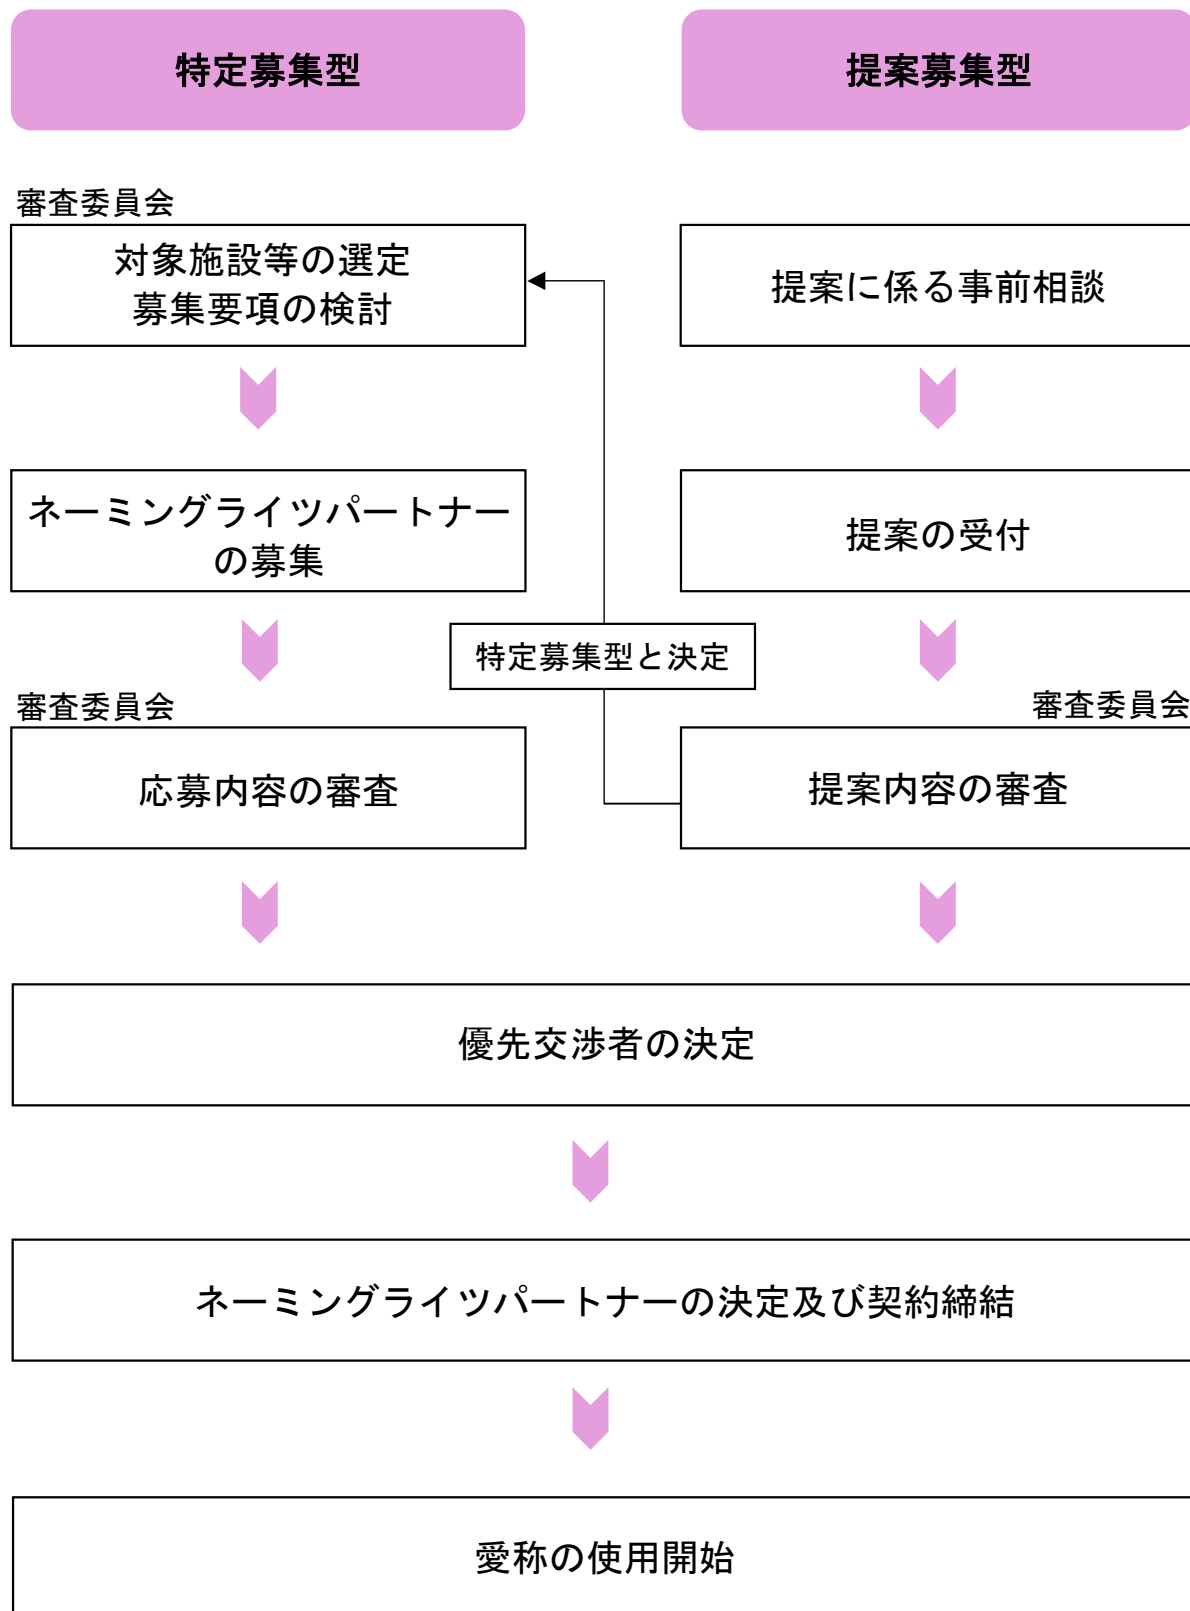 特定募集型
提案募集型
審査委員会
対象施設等の選定
募集要項の検討
提案に係る事前相談
ネーミングライツパートナー
の募集
提案の受付
特定募集型と決定
審査委員会
審査委員会
応募内容の審査
提案内容の審査
優先交渉者の決定
ネーミングライツパートナーの決定及び契約締結
愛称の使用開始